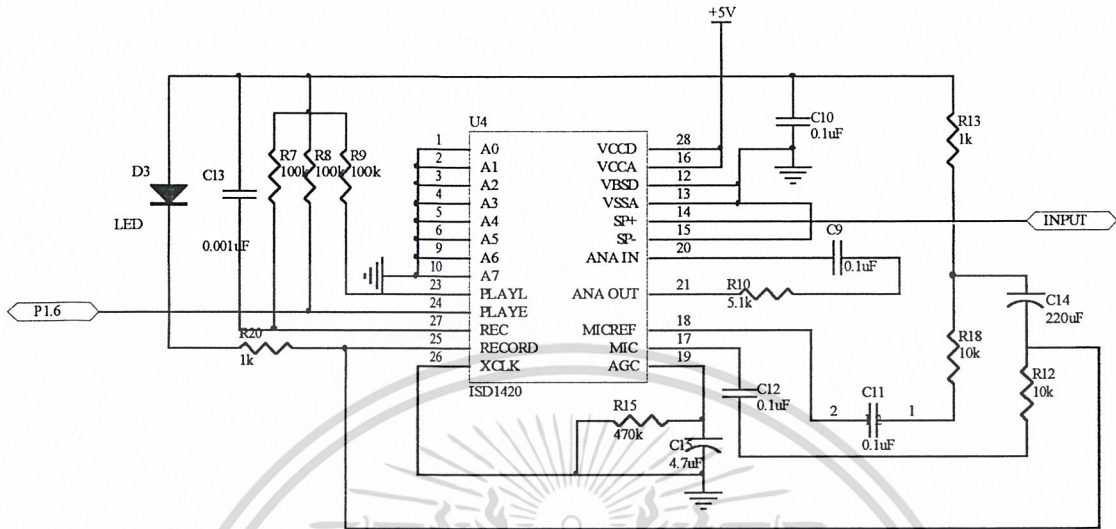 +5V
U4
1 A0
2 A1
3 A2
4 A3
5 A4
6 A5
9 A6
10 A7
23 PLAYL
24 PLAYE
27 REC
25 RECORD
26 XCLK
VCCD 28
VCCA 16
VBSD 12
VSSA 13
SP+ 14
SP- 15
ANA IN 20
ANA OUT 21
MICREF 18
MIC 17
AGC 19
ISD1420
D3
LED
C13
0.001uF
R7
100k
R8
100k
R9
100k
P1.6
R20
1k
C10
0.1uF
R13
1k
INPUT
C9
0.1uF
R10
5.1k
C14
220uF
R18
10k
R12
10k
C12
0.1uF
2 C11 1
0.1uF
R15
470k
C15
4.7uF